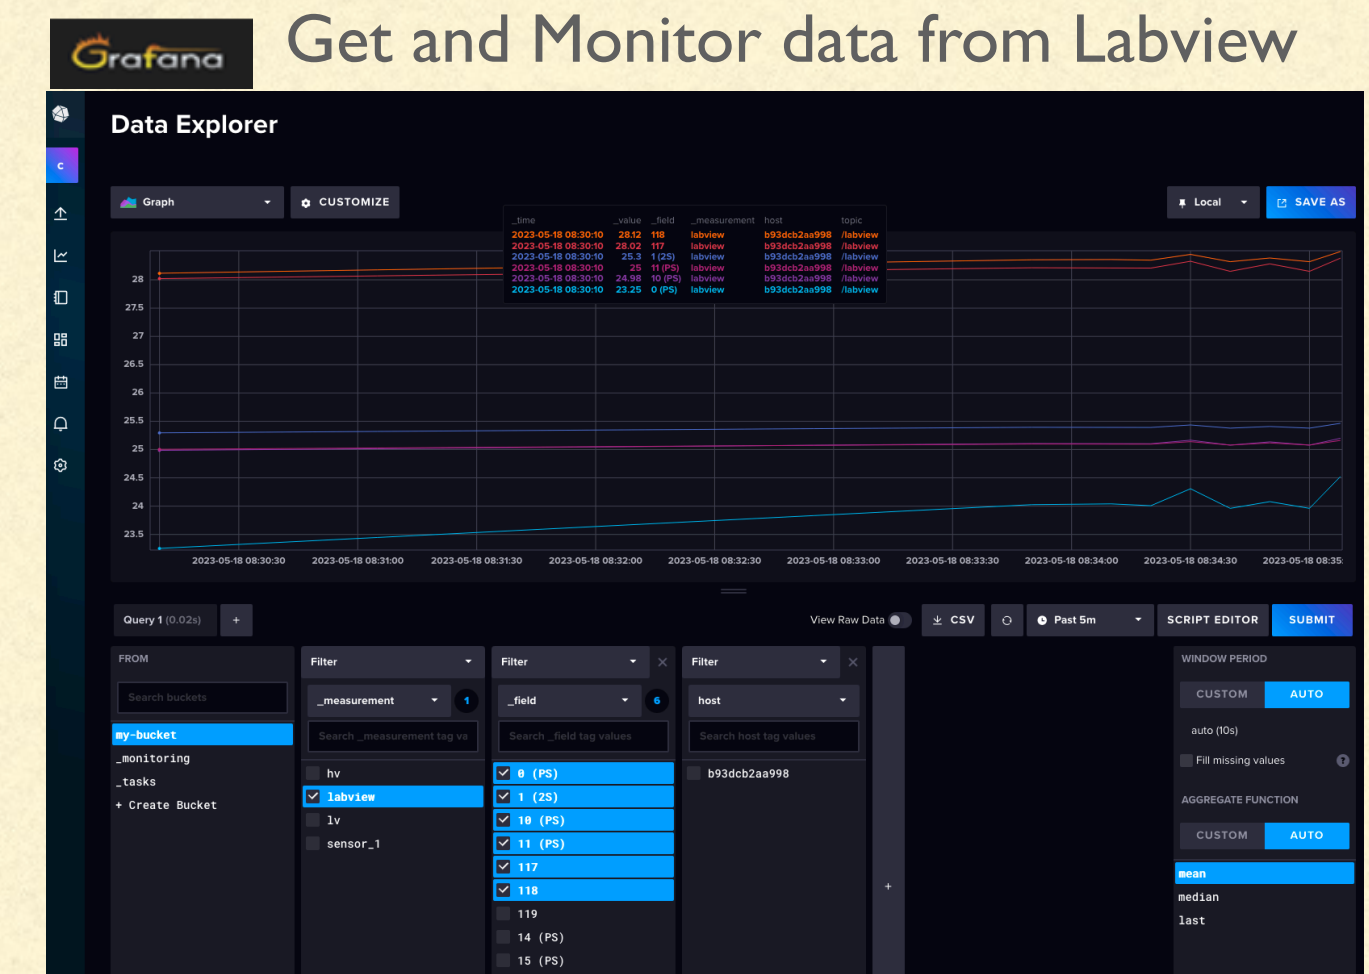 Grafana
Get and Monitor data from Labview
Data Explorer
c
Graph
CUSTOMIZE
Local
SAVE AS
_time _value _field _measurement host topic
2023-05-18 08:30:10 28.12 118 labview b93dcb2aa998 /labview
2023-05-18 08:30:10 28.02 117 labview b93dcb2aa998 /labview
2023-05-18 08:30:10 25.3 1 (2S) labview b93dcb2aa998 /labview
2023-05-18 08:30:10 25 11 (PS) labview b93dcb2aa998 /labview
2023-05-18 08:30:10 24.98 10 (PS) labview b93dcb2aa998 /labview
2023-05-18 08:30:10 23.25 0 (PS) labview b93dcb2aa998 /labview
28
27.5
27
26.5
26
25.5
25
24.5
24
23.5
2023-05-18 08:30:30 2023-05-18 08:31:00 2023-05-18 08:31:30 2023-05-18 08:32:00 2023-05-18 08:32:30 2023-05-18 08:33:00 2023-05-18 08:33:30 2023-05-18 08:34:00 2023-05-18 08:34:30 2023-05-18 08:35:
Query 1 (0.02s) +
View Raw Data
CSV
Past 5m
SCRIPT EDITOR
SUBMIT
FROM
Search buckets
my-bucket
_monitoring
_tasks
+ Create Bucket
Filter
_measurement 1
Search _measurement tag va
hv
labview
lv
sensor_1
Filter
_field 6
Search _field tag values
0 (PS)
1 (2S)
10 (PS)
11 (PS)
117
118
119
14 (PS)
15 (PS)
Filter
host
Search host tag values
b93dcb2aa998
+
WINDOW PERIOD
CUSTOM AUTO
auto (10s)
Fill missing values ?
AGGREGATE FUNCTION
CUSTOM AUTO
mean
median
last